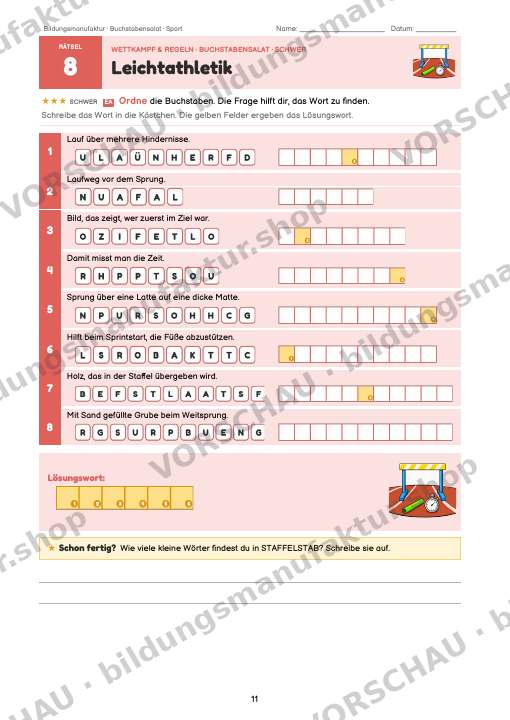 Bildungsmanufaktur · Buchstabensalat · Sport
Name: Datum:
RÄTSEL
8
WETTKAMPF & REGELN · BUCHSTABENSALAT · SCHWER
Leichtathletik
★★★ SCHWER EA Ordne die Buchstaben. Die Frage hilft dir, das Wort zu finden.
Schreibe das Wort in die Kästchen. Die gelben Felder ergeben das Lösungswort.
1
Lauf über mehrere Hindernisse.
U L A Ü N H E R F D
2
Laufweg vor dem Sprung.
N U A F A L
3
Bild, das zeigt, wer zuerst im Ziel war.
O Z I F E T L O
4
Damit misst man die Zeit.
R H P P T S O U
5
Sprung über eine Latte auf eine dicke Matte.
N P U R S O H H C G
6
Hilft beim Sprintstart, die Füße abzustützen.
L S R O B A K T T C
7
Holz, das in der Staffel übergeben wird.
B E F S T L A A T S F
8
Mit Sand gefüllte Grube beim Weitsprung.
R G S U R P B U E N G
Lösungswort:
★ Schon fertig? Wie viele kleine Wörter findest du in STAFFELSTAB? Schreibe sie auf.
11
VORSCHAU · bildungsmanufaktur.shop